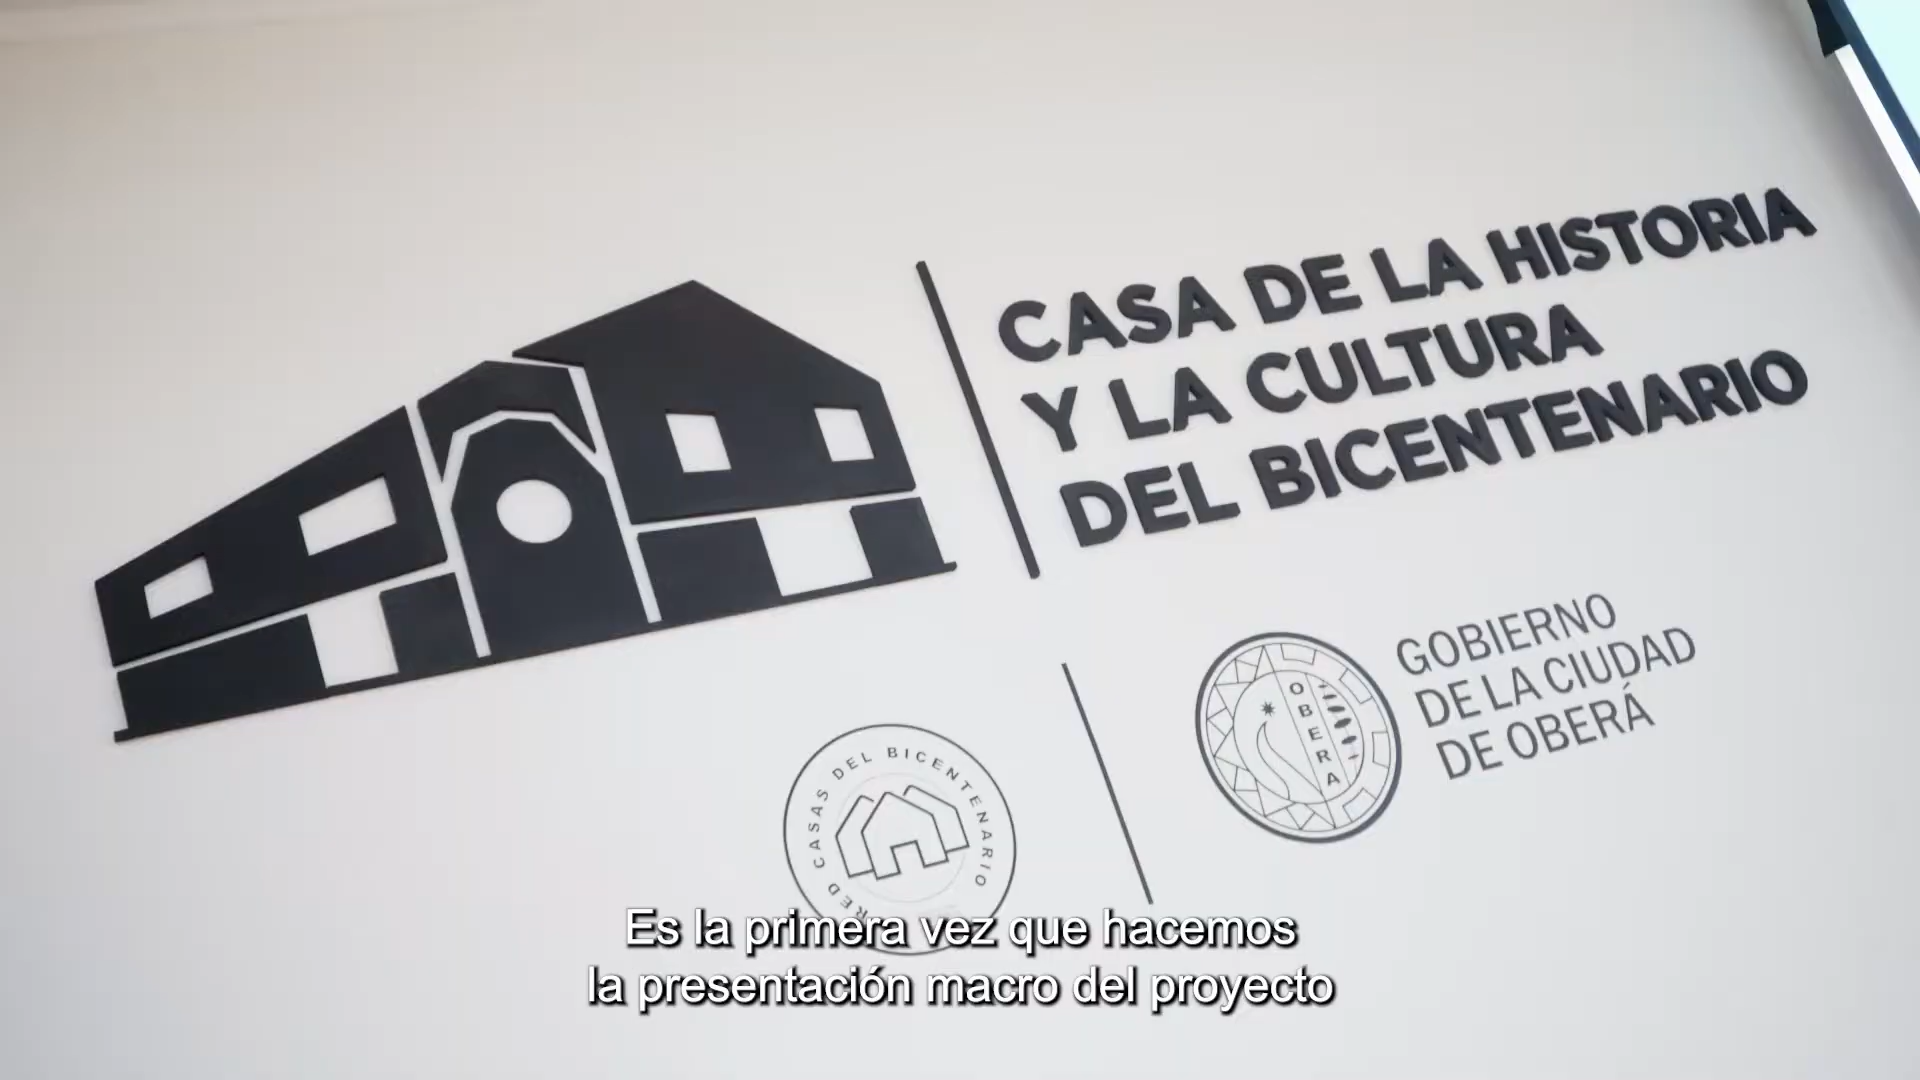 CASA DE LA HISTORIA
Y LA CULTURA
DEL BICENTENARIO
GOBIERNO
DE LA CIUDAD
DE OBERÁ
OBERA
RED CASAS DEL BICENTENARIO
Es la primera vez que hacemos
la presentación macro del proyecto